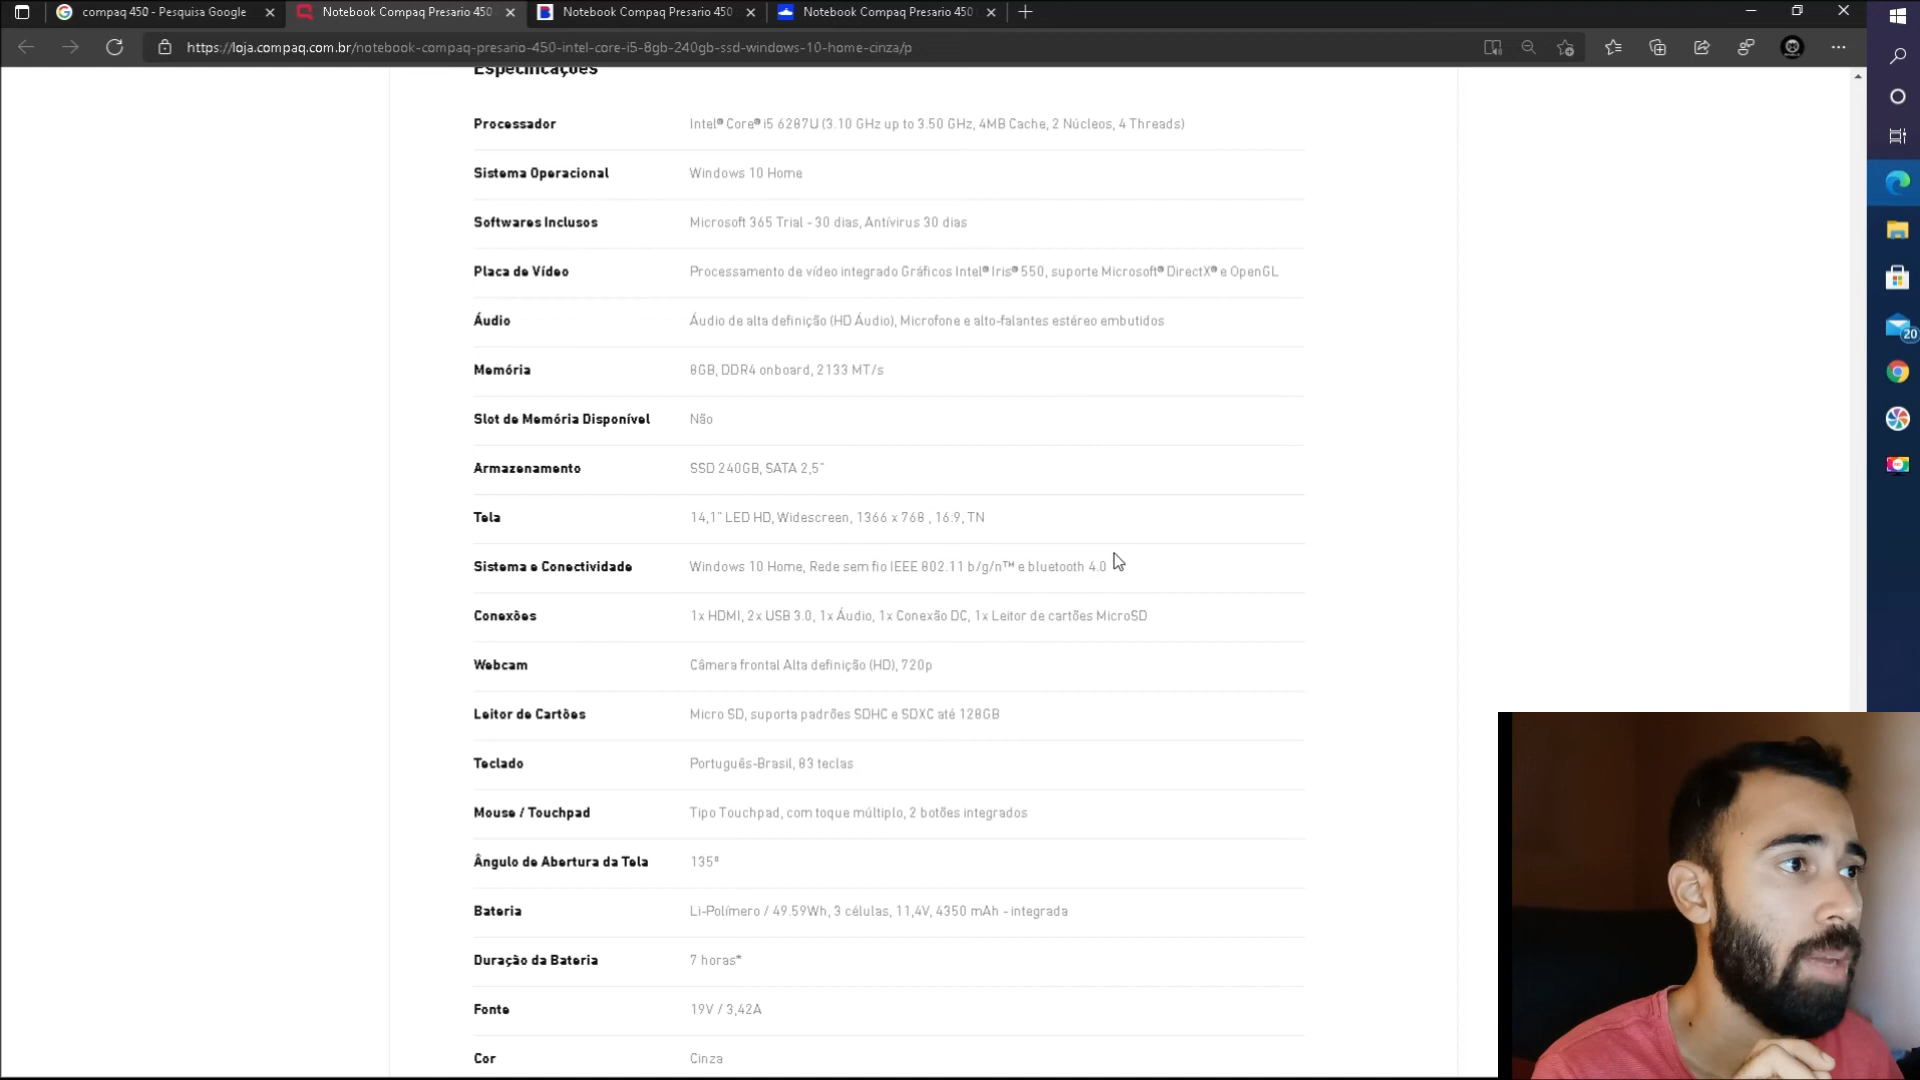 compaq 450 - Pesquisa Google
Notebook Compaq Presario 450
Notebook Compaq Presario 450
Notebook Compaq Presario 450
https://loja.compaq.com.br/notebook-compaq-presario-450-intel-core-i5-8gb-240gb-ssd-windows-10-home-cinza/p
Especificações
Processador Intel® Core® i5 6287U (3.10 GHz up to 3.50 GHz, 4MB Cache, 2 Núcleos, 4 Threads)
Sistema Operacional Windows 10 Home
Softwares Inclusos Microsoft 365 Trial - 30 dias, Antívirus 30 dias
Placa de Vídeo Processamento de vídeo integrado Gráficos Intel® Iris® 550, suporte Microsoft® DirectX® e OpenGL
Áudio Áudio de alta definição (HD Áudio), Microfone e alto-falantes estéreo embutidos
Memória 8GB, DDR4 onboard, 2133 MT/s
Slot de Memória Disponível Não
Armazenamento SSD 240GB, SATA 2,5"
Tela 14,1" LED HD, Widescreen, 1366 x 768 , 16:9, TN
Sistema e Conectividade Windows 10 Home, Rede sem fio IEEE 802.11 b/g/n™ e bluetooth 4.0
Conexões 1x HDMI, 2x USB 3.0, 1x Áudio, 1x Conexão DC, 1x Leitor de cartões MicroSD
Webcam Câmera frontal Alta definição (HD), 720p
Leitor de Cartões Micro SD, suporta padrões SDHC e SDXC até 128GB
Teclado Português-Brasil, 83 teclas
Mouse / Touchpad Tipo Touchpad, com toque múltiplo, 2 botões integrados
Ângulo de Abertura da Tela 135º
Bateria Li-Polímero / 49.59Wh, 3 células, 11,4V, 4350 mAh - integrada
Duração da Bateria 7 horas*
Fonte 19V / 3,42A
Cor Cinza
20